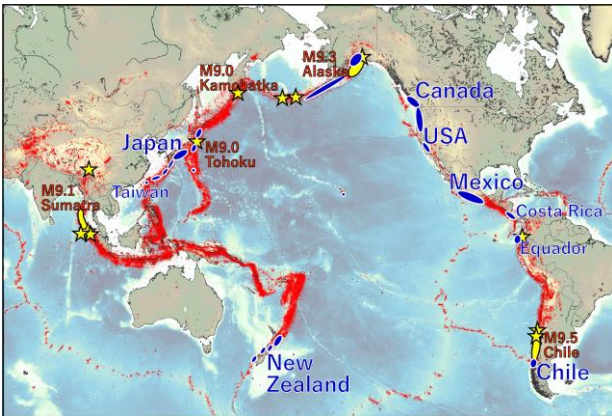 M9.3
Alaska
M9.0
Kamchatka
Canada
Japan
M9.0
Tohoku
USA
M9.1
Sumatra
Taiwan
Mexico
Costa Rica
Equador
M9.5
Chile
Chile
New
Zealand